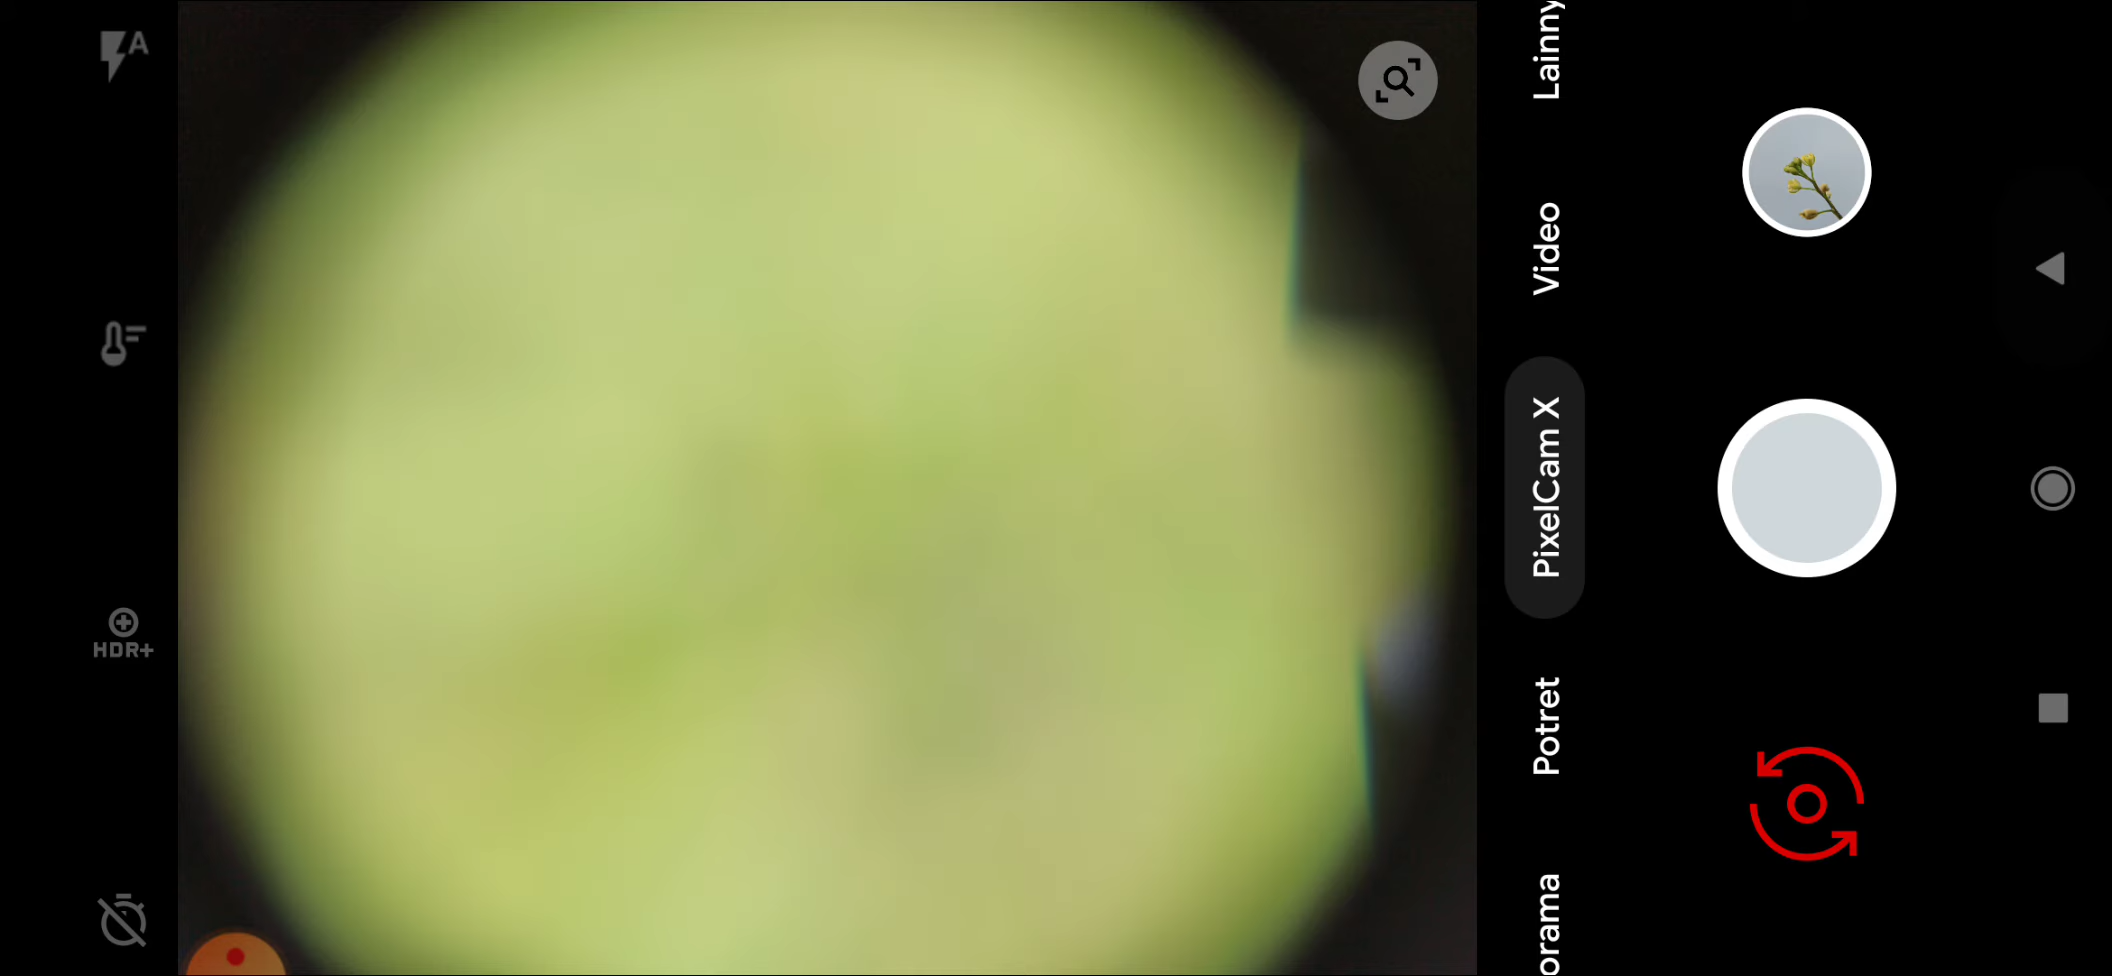 A
HDR+
Lainny
Video
PixelCam X
Potret
orama